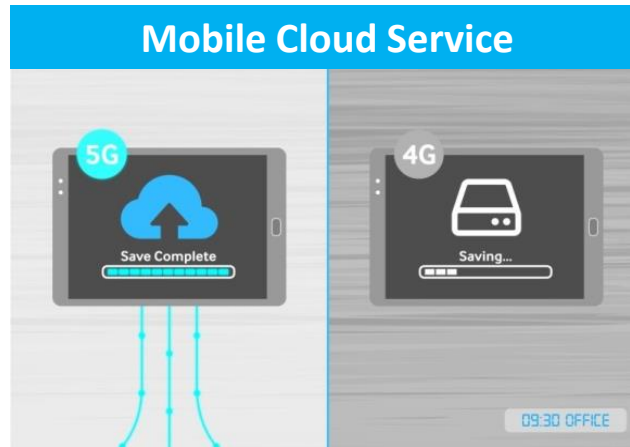 Mobile Cloud Service
5G
Save Complete
4G
Saving...
09:30 OFFICE